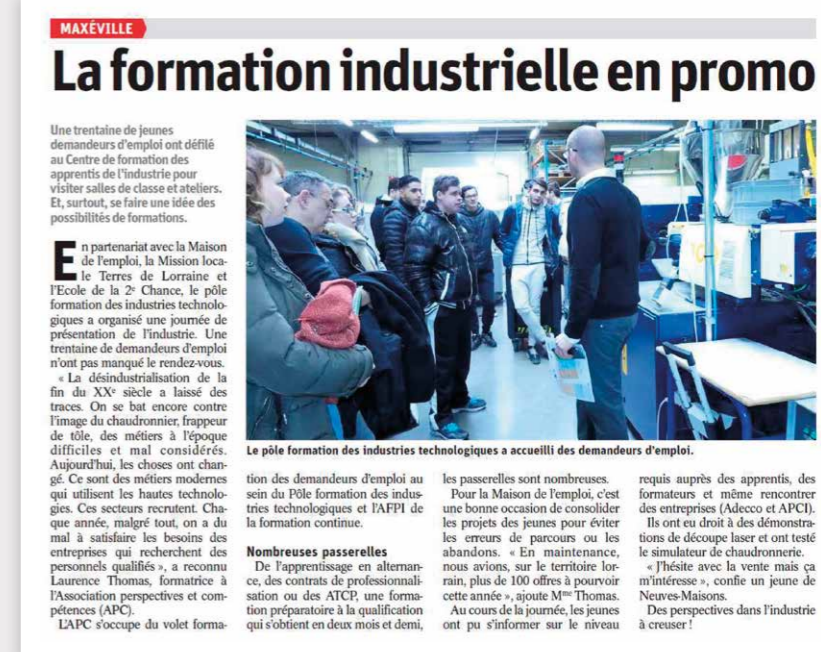 MAXÉVILLE
La formation industrielle en promo
Une trentaine de jeunes
demandeurs d'emploi ont défilé
au Centre de formation des
apprentis de l'industrie pour
visiter salles de classe et ateliers.
Et, surtout, se faire une idée des
possibilités de formations.
En partenariat avec la Maison
de l'emploi, la Mission loca-
le Terres de Lorraine et
l'Ecole de la 2e Chance, le pôle
formation des industries technolo-
giques a organisé une journée de
présentation de l'industrie. Une
trentaine de demandeurs d'emploi
n'ont pas manqué le rendez-vous.
« La désindustrialisation de la
fin du XXe siècle a laissé des
traces. On se bat encore contre
l'image du chaudronnier, frappeur
de tôle, des métiers à l'époque
difficiles et mal considérés.
Aujourd'hui, les choses ont chan-
gé. Ce sont des métiers modernes
qui utilisent les hautes technolo-
gies. Ces secteurs recrutent. Cha-
que année, malgré tout, on a du
mal à satisfaire les besoins des
entreprises qui recherchent des
personnels qualifiés », a reconnu
Laurence Thomas, formatrice à
l'Association perspectives et com-
pétences (APC).
L'APC s'occupe du volet forma-
Le pôle formation des industries technologiques a accueilli des demandeurs d'emploi.
tion des demandeurs d'emploi au
sein du Pôle formation des indus-
tries technologiques et l'AFPI de
la formation continue.
Nombreuses passerelles
De l'apprentissage en alternan-
ce, des contrats de professionnali-
sation ou des ATCP, une forma-
tion préparatoire à la qualification
qui s'obtient en deux mois et demi,
les passerelles sont nombreuses.
Pour la Maison de l'emploi, c'est
une bonne occasion de consolider
les projets des jeunes pour éviter
les erreurs de parcours ou les
abandons. « En maintenance,
nous avions, sur le territoire lor-
rain, plus de 100 offres à pourvoir
cette année », ajoute Mme Thomas.
Au cours de la journée, les jeunes
ont pu s'informer sur le niveau
requis auprès des apprentis, des
formateurs et même rencontrer
des entreprises (Adecco et APCI).
Ils ont eu droit à des démonstra-
tions de découpe laser et ont testé
le simulateur de chaudronnerie.
« J'hésite avec la vente mais ça
m'intéresse », confie un jeune de
Neuves-Maisons.
Des perspectives dans l'industrie
à creuser !